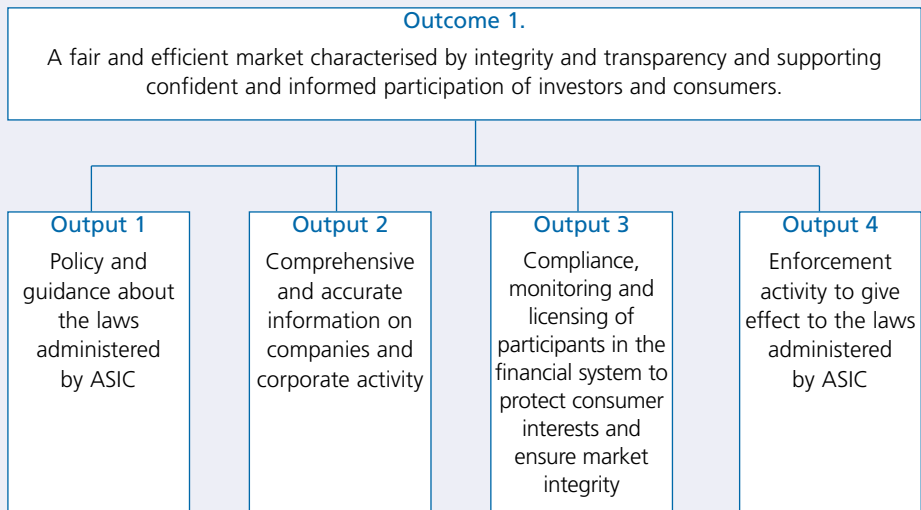 Outcome 1.
A fair and efficient market characterised by integrity and transparency and supporting
confident and informed participation of investors and consumers.
Output 1
Policy and
guidance about
the laws
administered
by ASIC
Output 2
Comprehensive
and accurate
information on
companies and
corporate activity
Output 3
Compliance,
monitoring and
licensing of
participants in the
financial system to
protect consumer
interests and
ensure market
integrity
Output 4
Enforcement
activity to give
effect to the laws
administered
by ASIC